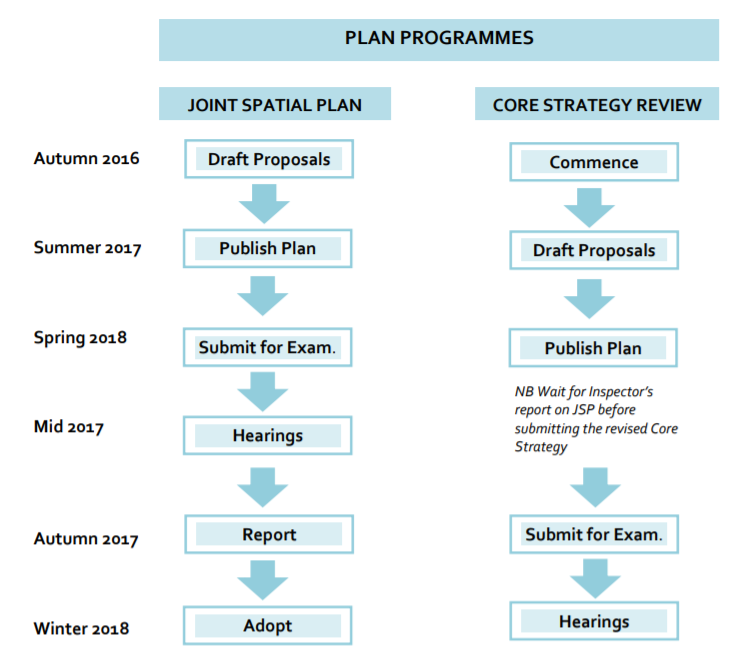 PLAN PROGRAMMES
JOINT SPATIAL PLAN
CORE STRATEGY REVIEW
Autumn 2016
Draft Proposals
Commence
Summer 2017
Publish Plan
Draft Proposals
Spring 2018
Submit for Exam.
Publish Plan
NB Wait for Inspector’s
report on JSP before
submitting the revised Core
Strategy
Mid 2017
Hearings
Autumn 2017
Report
Submit for Exam.
Winter 2018
Adopt
Hearings